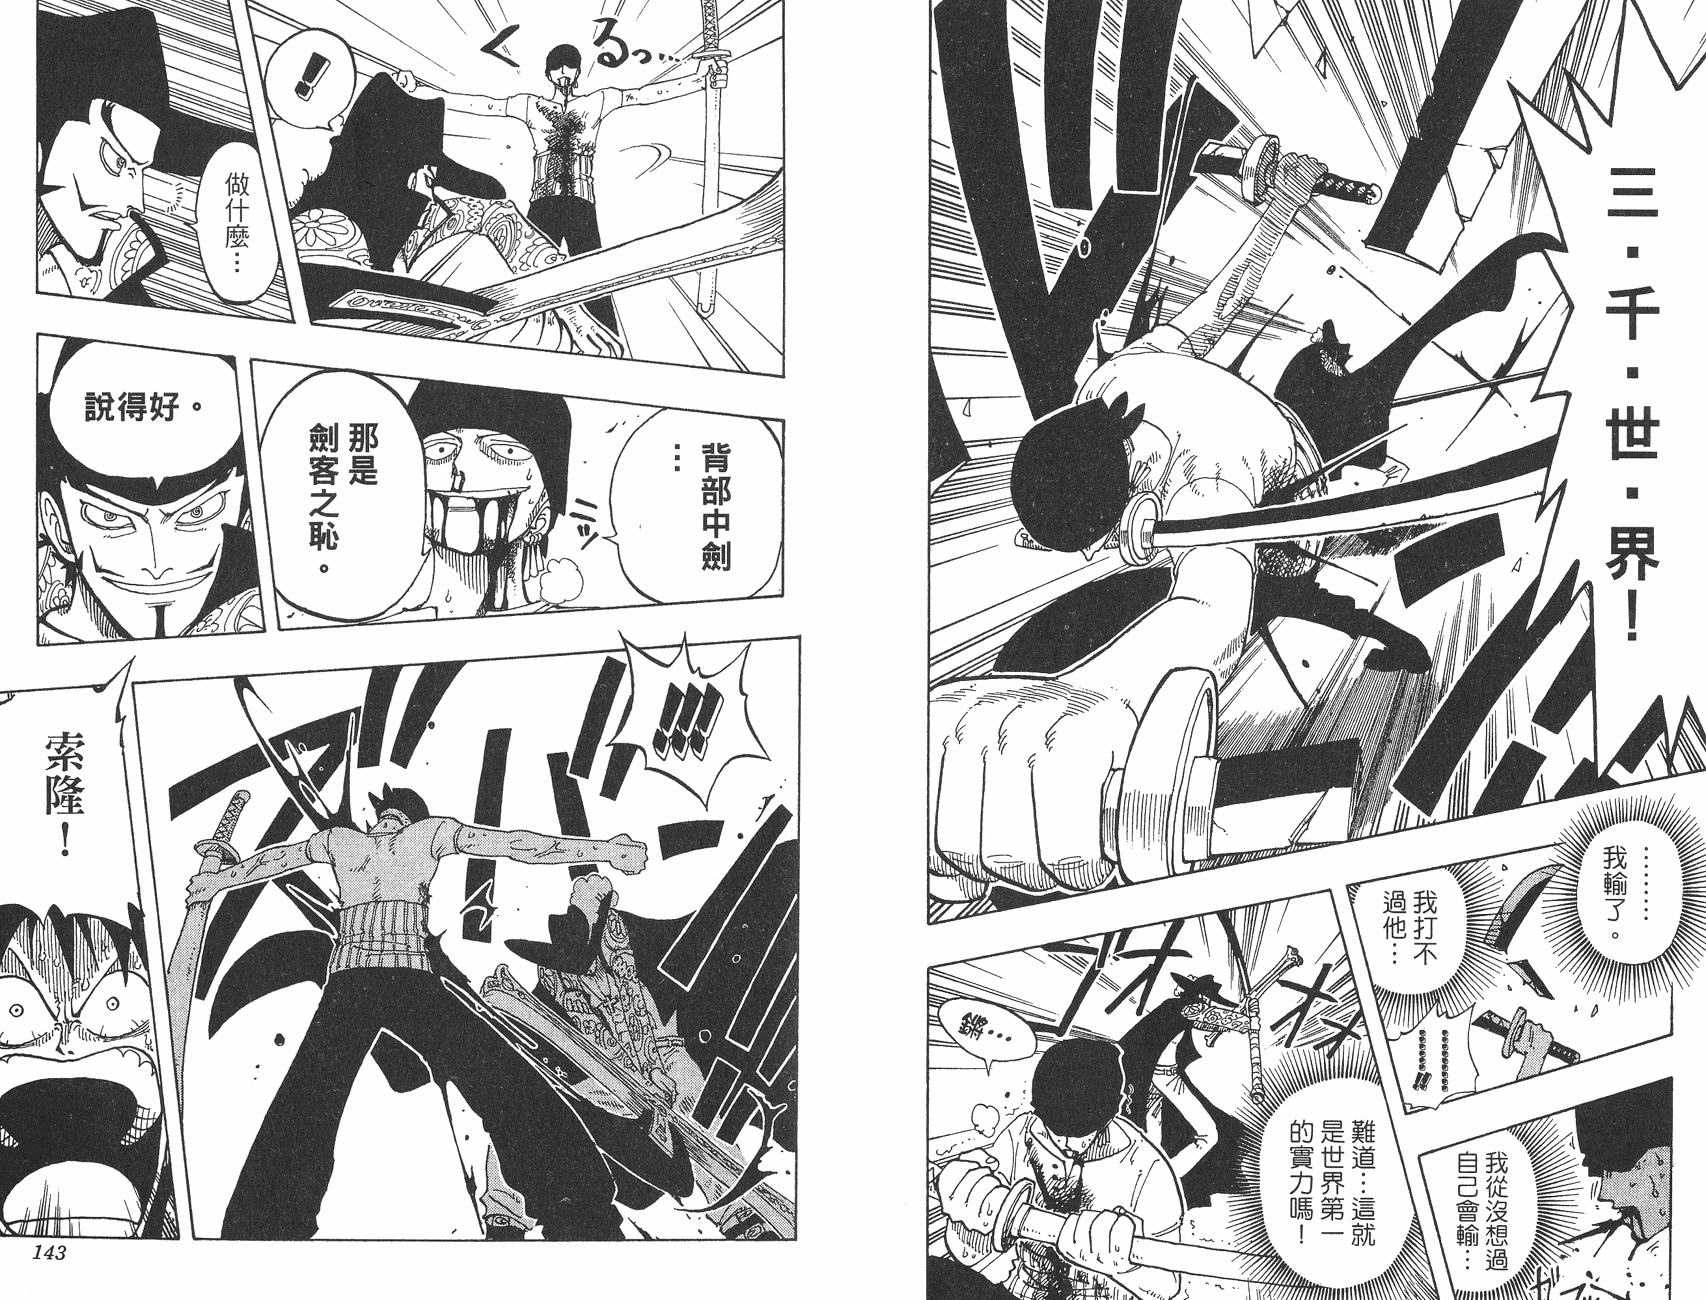 三・千・世・界！
………
我輸了。
我打不
過他…
………!!
我從沒想過
自己會輸…
鏘…
難道…這就
是世界第一
的實力嗎！
くるっ…
！
做什麼…
背部中劍
…
那是
劍客之恥。
ニッ
說得好。
!!!
索隆！
143